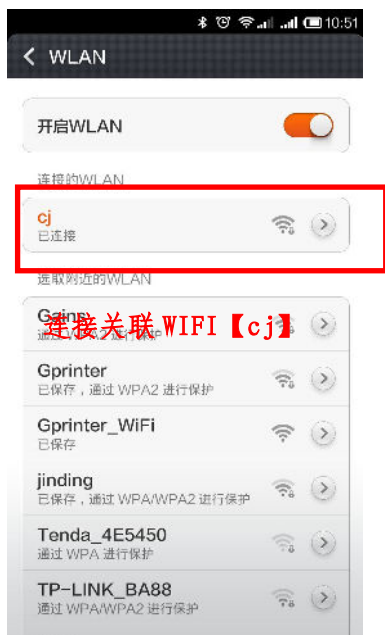 10:51
WLAN
开启WLAN
连接的WLAN
cj
已连接
选取附近的WLAN
Gains
连接关联WIFI【cj】
Gprinter
已保存，通过 WPA2 进行保护
Gprinter_WiFi
已保存
jinding
已保存，通过 WPA/WPA2 进行保护
Tenda_4E5450
通过 WPA 进行保护
TP-LINK_BA88
通过 WPA/WPA2 进行保护